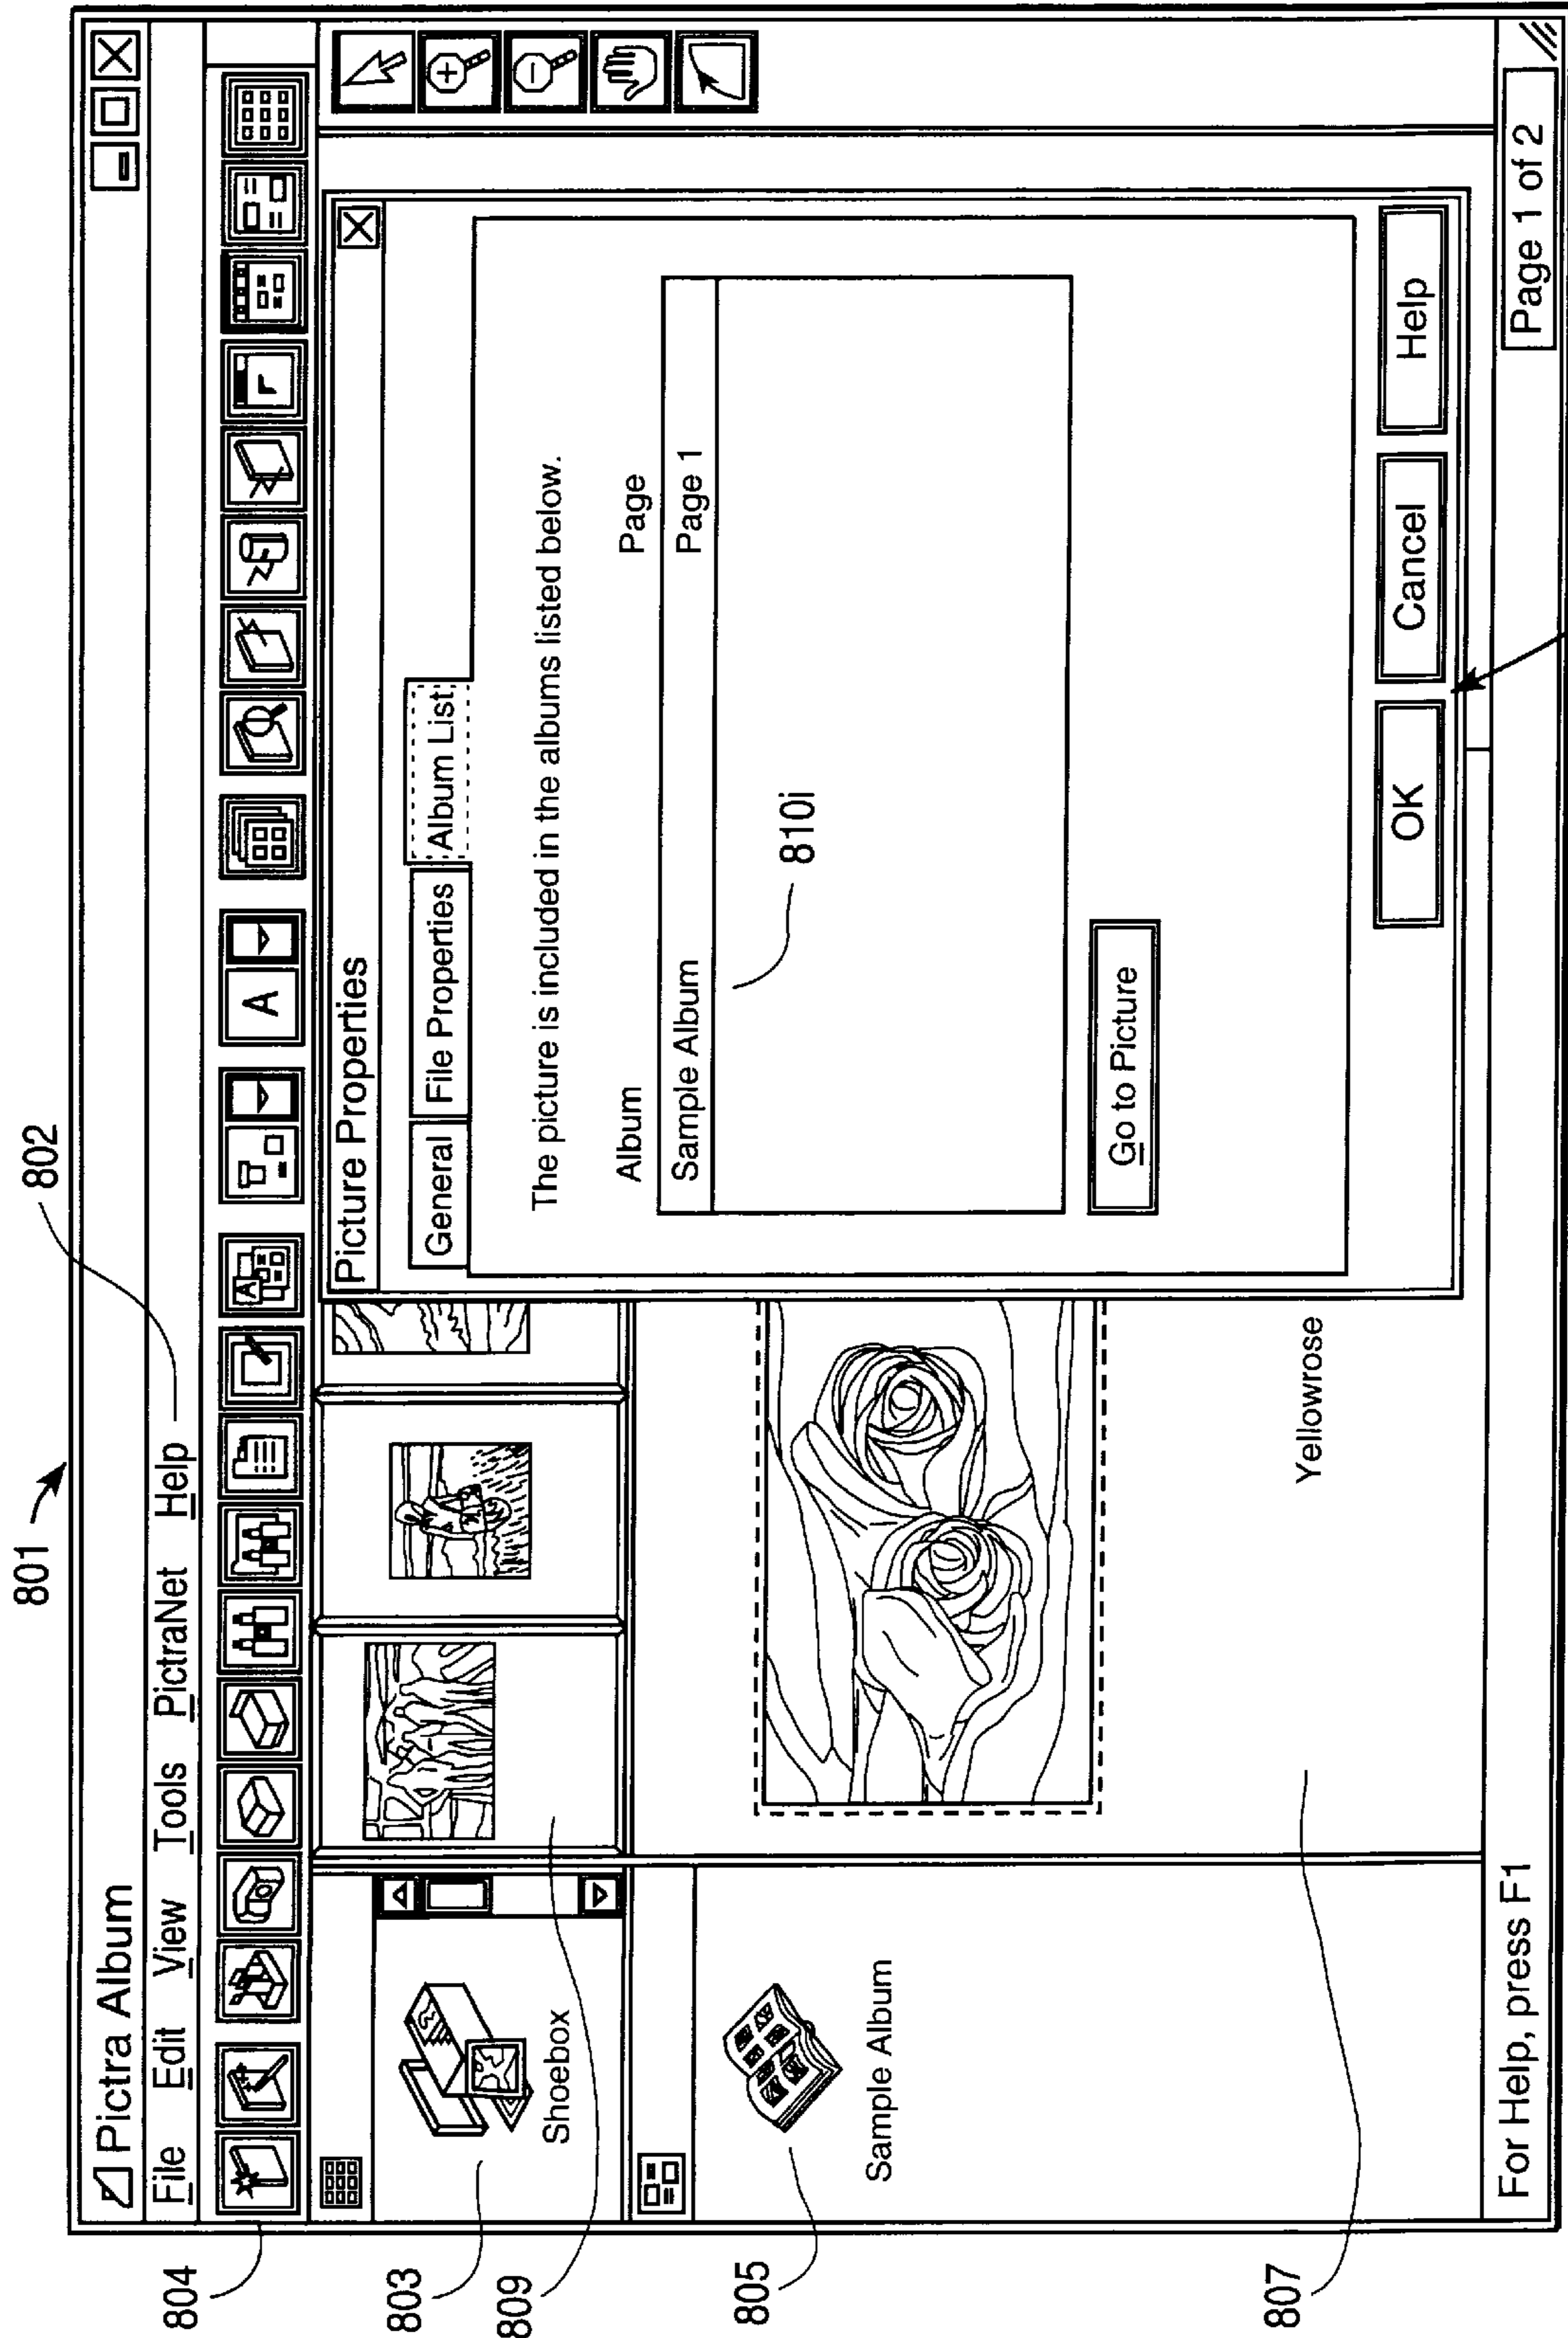 801
802
Pictra Album
File Edit View Tools PictraNet Help
804
A
A
803
Shoebox
809
805
Sample Album
807
Yellowrose
Picture Properties
General File Properties Album List
The picture is included in the albums listed below.
Album Page
Sample Album Page 1
810i
Go to Picture
OK Cancel Help
For Help, press F1
Page 1 of 2